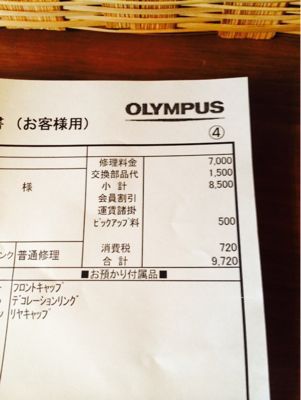 OLYMPUS
書（お客様用）
④
修理料金 7,000
交換部品代 1,500
様 小計 8,500
会員割引
運賃諸掛
ピックアップ料 500
ンク 普通修理 消費税 720
合計 9,720
■お預かり付属品■
フロントキャップ
デコレーションリング
リヤキャップ